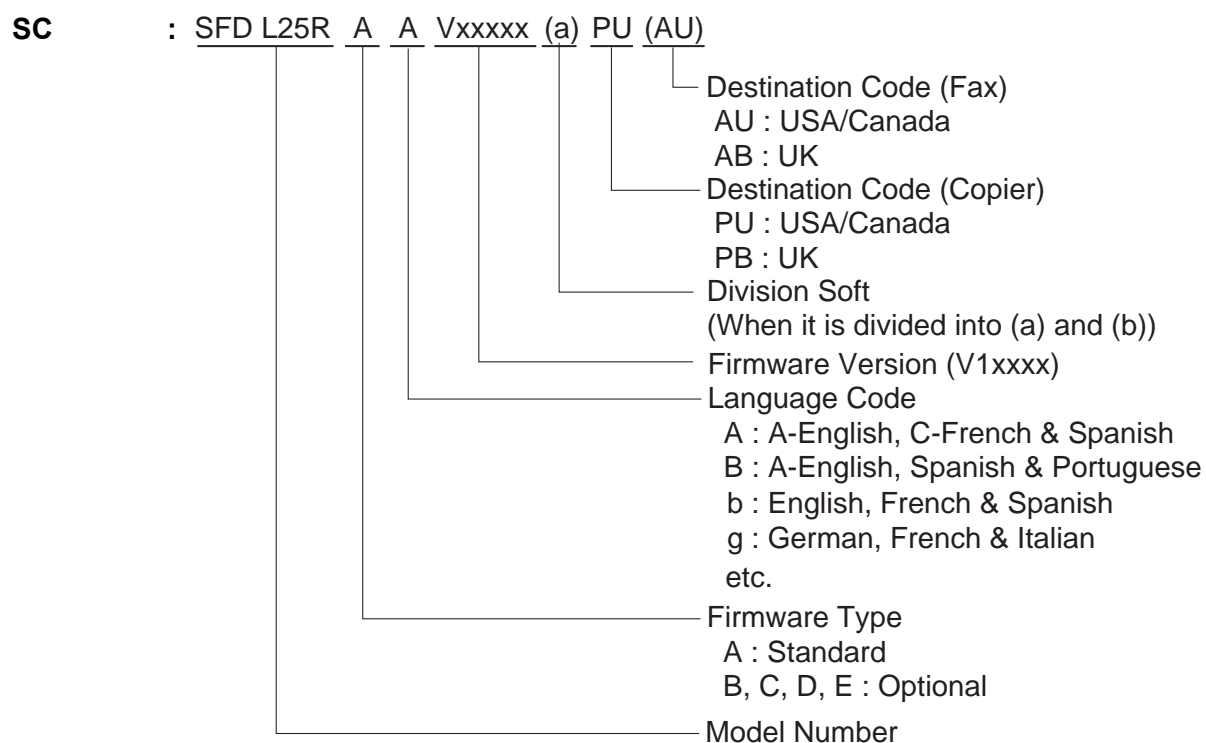 SC : SFD L25R A A Vxxxxx (a) PU (AU)
Destination Code (Fax)
AU : USA/Canada
AB : UK
Destination Code (Copier)
PU : USA/Canada
PB : UK
Division Soft
(When it is divided into (a) and (b))
Firmware Version (V1xxxx)
Language Code
A : A-English, C-French & Spanish
B : A-English, Spanish & Portuguese
b : English, French & Spanish
g : German, French & Italian
etc.
Firmware Type
A : Standard
B, C, D, E : Optional
Model Number